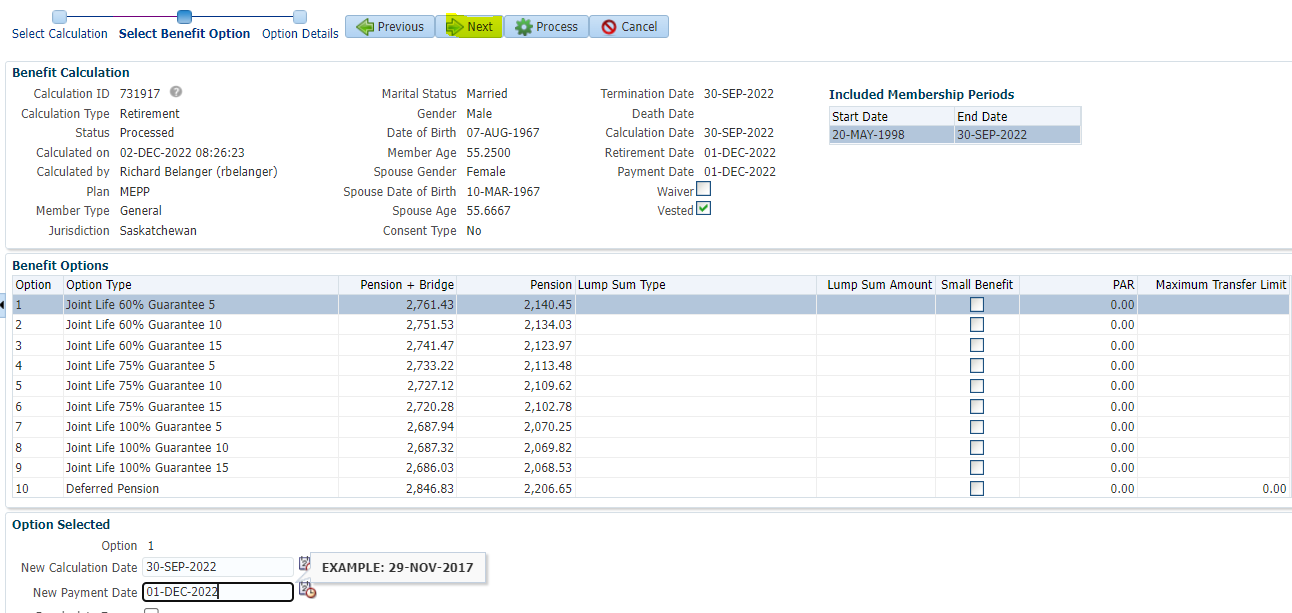 Select Calculation Select Benefit Option Option Details Previous Next Process Cancel
Benefit Calculation
Calculation ID 731917 Marital Status Married Termination Date 30-SEP-2022 Included Membership Periods
Calculation Type Retirement Gender Male Death Date Start Date End Date
Status Processed Date of Birth 07-AUG-1967 Calculation Date 30-SEP-2022 20-MAY-1998 30-SEP-2022
Calculated on 02-DEC-2022 08:26:23 Member Age 55.2500 Retirement Date 01-DEC-2022
Calculated by Richard Belanger (rbelanger) Spouse Gender Female Payment Date 01-DEC-2022
Plan MEPP Spouse Date of Birth 10-MAR-1967 Waiver
Member Type General Spouse Age 55.6667 Vested
Jurisdiction Saskatchewan Consent Type No
Benefit Options
Option Option Type Pension + Bridge Pension Lump Sum Type Lump Sum Amount Small Benefit PAR Maximum Transfer Limit
1 Joint Life 60% Guarantee 5 2,761.43 2,140.45 0.00
2 Joint Life 60% Guarantee 10 2,751.53 2,134.03 0.00
3 Joint Life 60% Guarantee 15 2,741.47 2,123.97 0.00
4 Joint Life 75% Guarantee 5 2,733.22 2,113.48 0.00
5 Joint Life 75% Guarantee 10 2,727.12 2,109.62 0.00
6 Joint Life 75% Guarantee 15 2,720.28 2,102.78 0.00
7 Joint Life 100% Guarantee 5 2,687.94 2,070.25 0.00
8 Joint Life 100% Guarantee 10 2,687.32 2,069.82 0.00
9 Joint Life 100% Guarantee 15 2,686.03 2,068.53 0.00
10 Deferred Pension 2,846.83 2,206.65 0.00 0.00
Option Selected
Option 1
New Calculation Date 30-SEP-2022 EXAMPLE: 29-NOV-2017
New Payment Date 01-DEC-2022